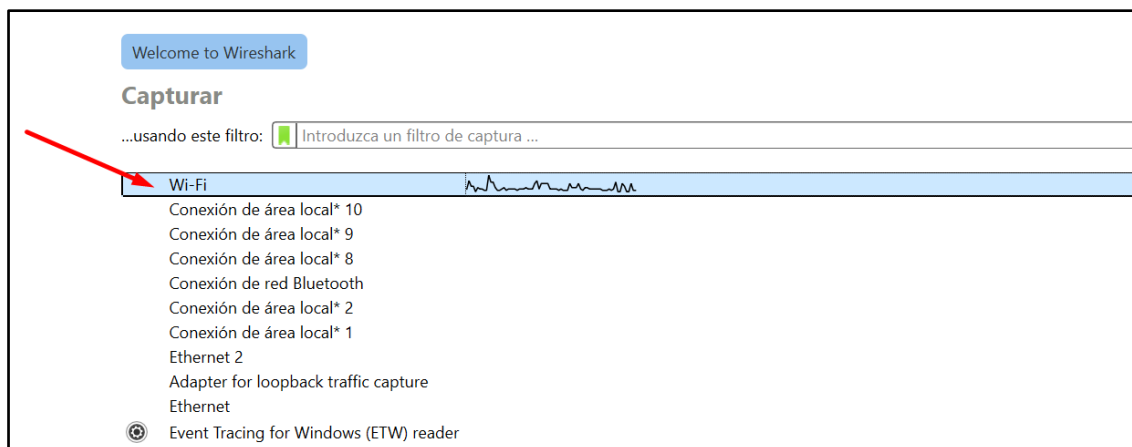 Welcome to Wireshark
Capturar
...usando este filtro: Introduzca un filtro de captura ...
Wi-Fi
Conexión de área local* 10
Conexión de área local* 9
Conexión de área local* 8
Conexión de red Bluetooth
Conexión de área local* 2
Conexión de área local* 1
Ethernet 2
Adapter for loopback traffic capture
Ethernet
Event Tracing for Windows (ETW) reader